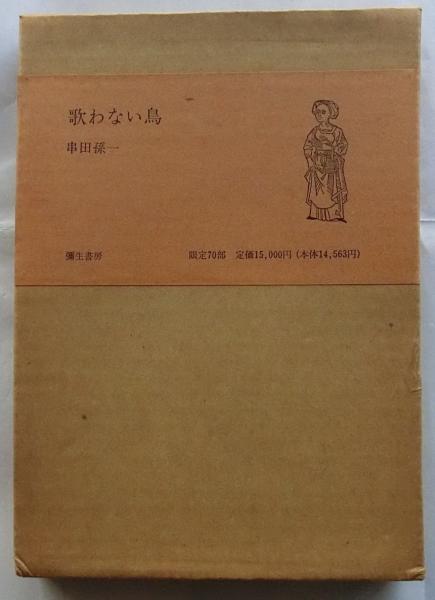 歌わない鳥
串田孫一
彌生書房 限定70部 定価15,000円 (本体14,563円)